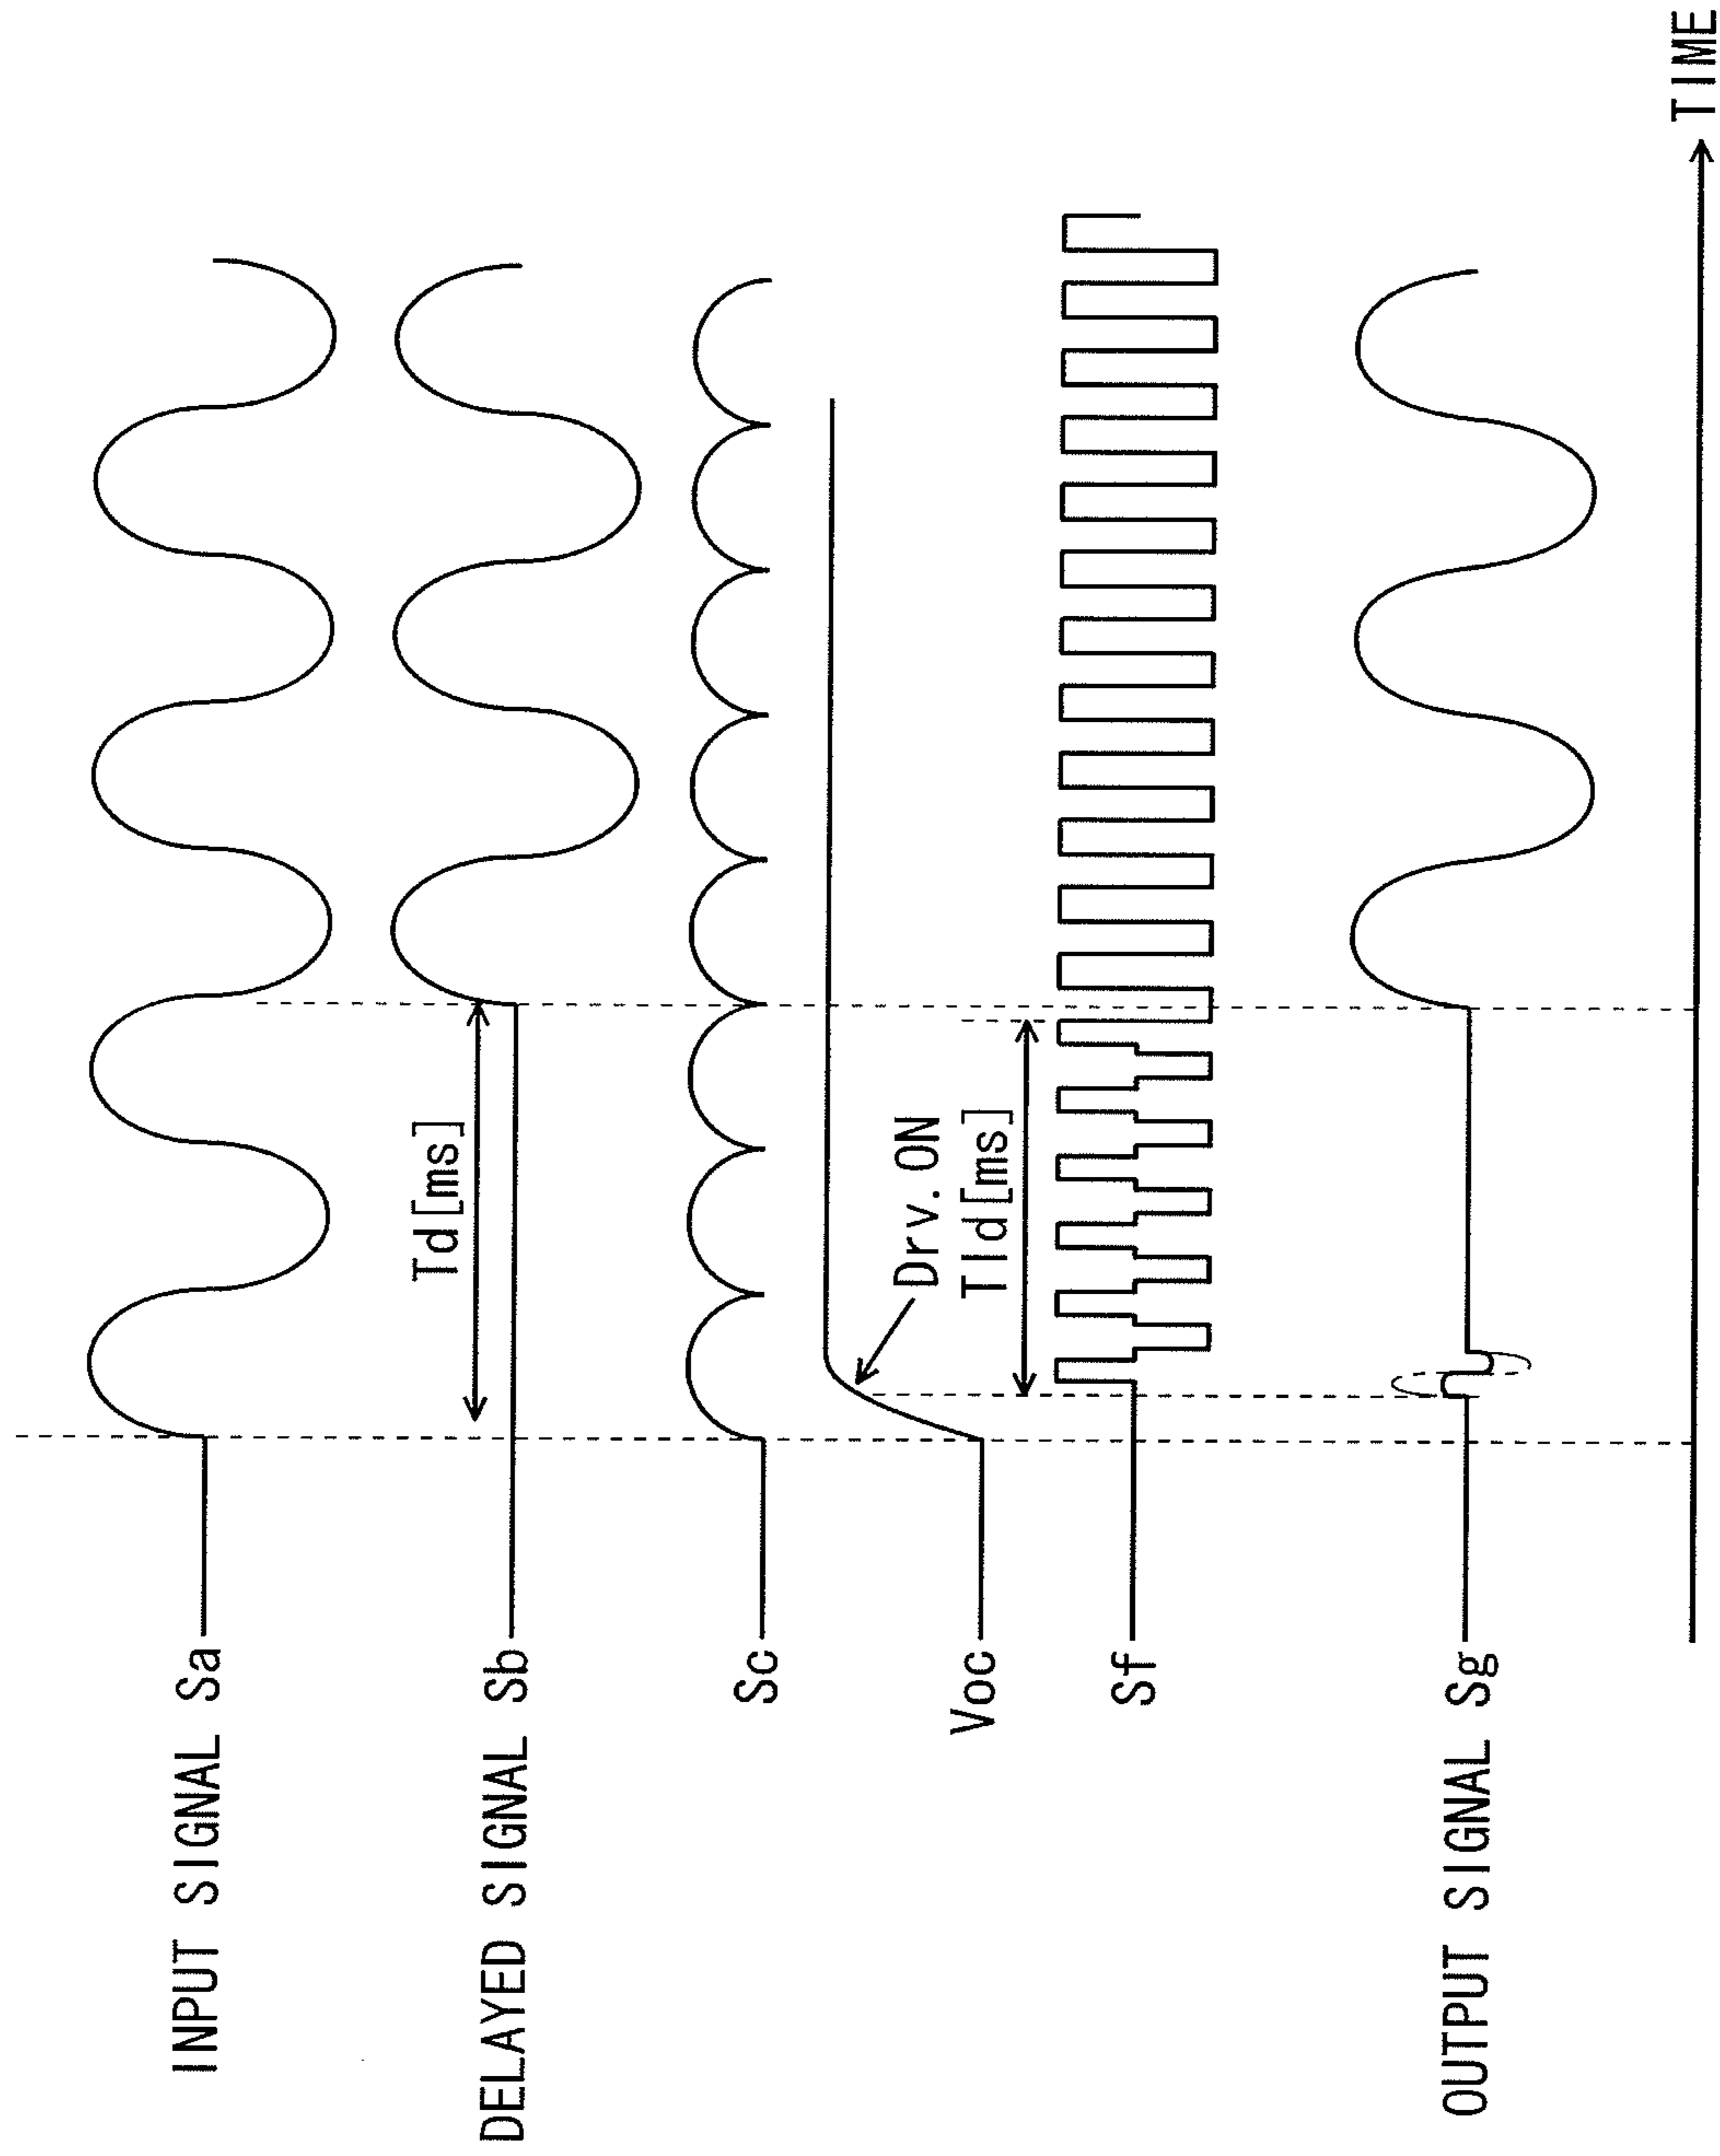 INPUT SIGNAL Sa
DELAYED SIGNAL Sb
Td[ms]
Sc
Voc
Drv.ON
Tld[ms]
Sf
OUTPUT SIGNAL Sg
TIME